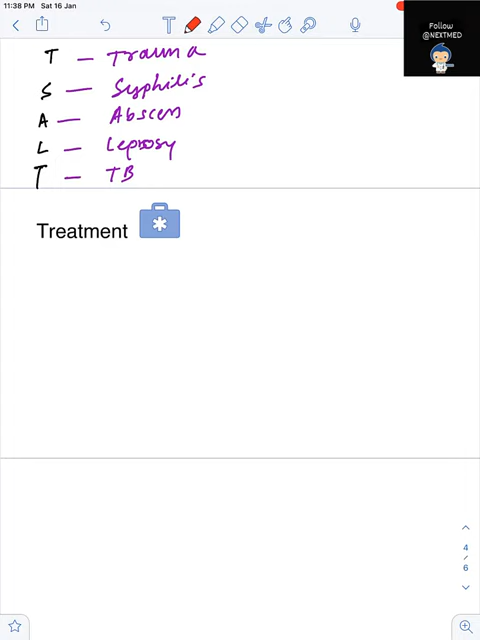 11:38 PM Sat 16 Jan
Follow
@NEXTMED
T
T — Trauma
S — Syphilis
A — Abscess
L — Leprosy
T — TB
Treatment
4
/
6